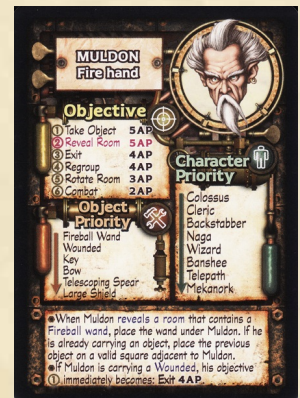 MULDON
Fire hand
Objective
① Take Object 5AP
② Reveal Room 5AP
③ Exit 4AP
④ Regroup 4AP
⑤ Rotate Room 3AP
⑥ Combat 2AP
Object
Priority
Fireball Wand
Wounded
Key
Bow
Telescoping Spear
Large Shield
Character
Priority
Colossus
Cleric
Backstabber
Naga
Wizard
Banshee
Telepath
Mekanork
•When Muldon reveals a room that contains a
Fireball wand, place the wand under Muldon. If he
is already carrying an object, place the previous
object on a valid square adjacent to Muldon.
•If Muldon is carrying a Wounded, his objective
① immediately becomes: Exit 4AP.